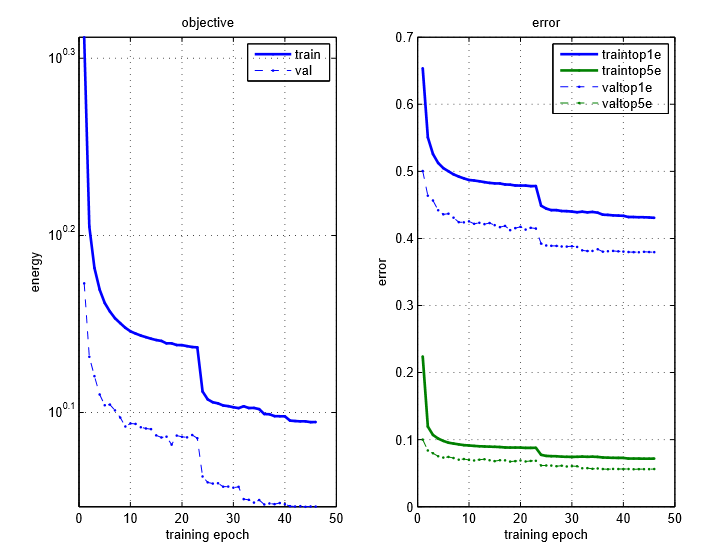 objective
train
val
10^0.3
10^0.2
10^0.1
energy
0 10 20 30 40 50
training epoch
error
traintop1e
traintop5e
valtop1e
valtop5e
0.7
0.6
0.5
0.4
0.3
0.2
0.1
0
error
0 10 20 30 40 50
training epoch